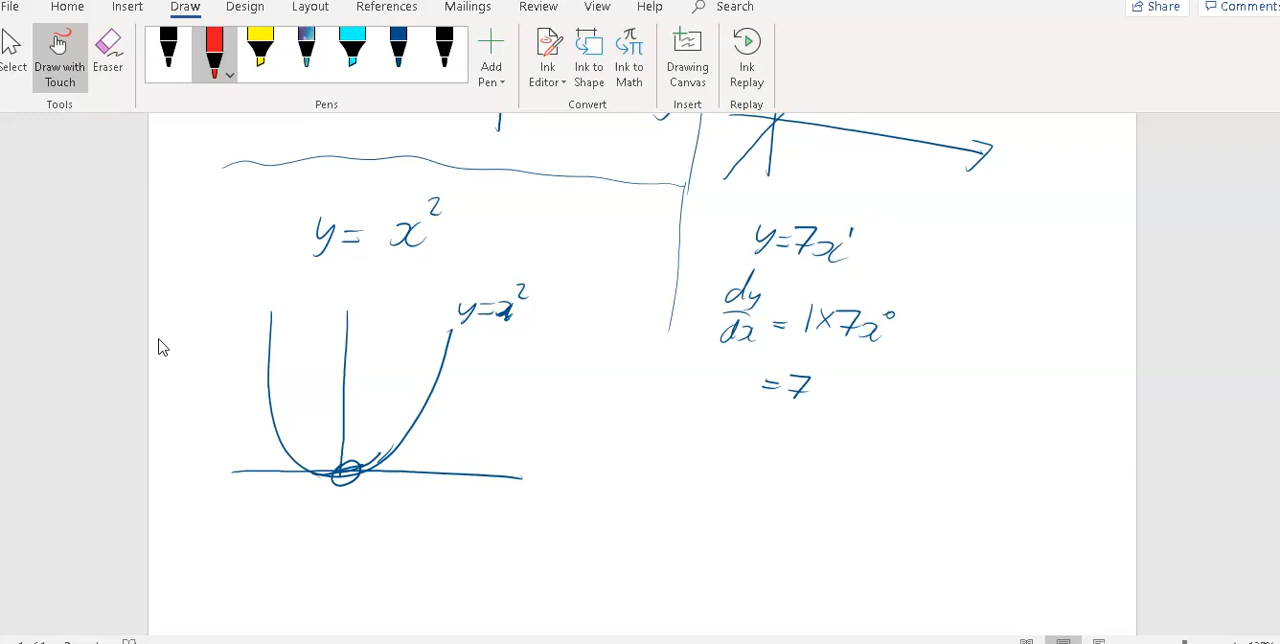 File Home Insert Draw Design Layout References Mailings Review View Help Search Share Comment
Select Draw with Touch Eraser Add Pen Ink Editor Ink to Shape Ink to Math Drawing Canvas Ink Replay
Tools Pens Convert Insert Replay
y = x²
y=x²
y=7x¹
dy/dx = 1×7x⁰
=7